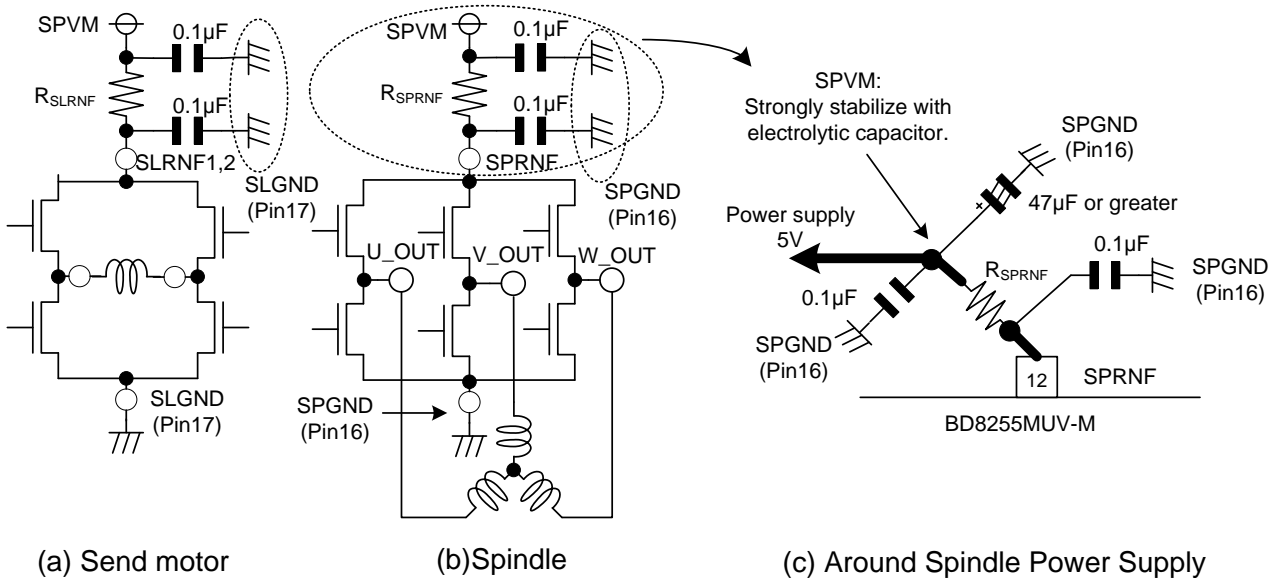 SPVM
0.1µF
RSLRNF
0.1µF
SLRNF1,2
SLGND
(Pin17)
SLGND
(Pin17)
(a) Send motor
SPVM
0.1µF
RSPRNF
0.1µF
SPRNF
SPGND
(Pin16)
U_OUT
V_OUT
W_OUT
SPGND
(Pin16)
(b)Spindle
SPVM:
Strongly stabilize with
electrolytic capacitor.
SPGND
(Pin16)
+
47µF or greater
Power supply
5V
0.1µF
RSPRNF
SPGND
(Pin16)
0.1µF
SPGND
(Pin16)
12
SPRNF
BD8255MUV-M
(c) Around Spindle Power Supply